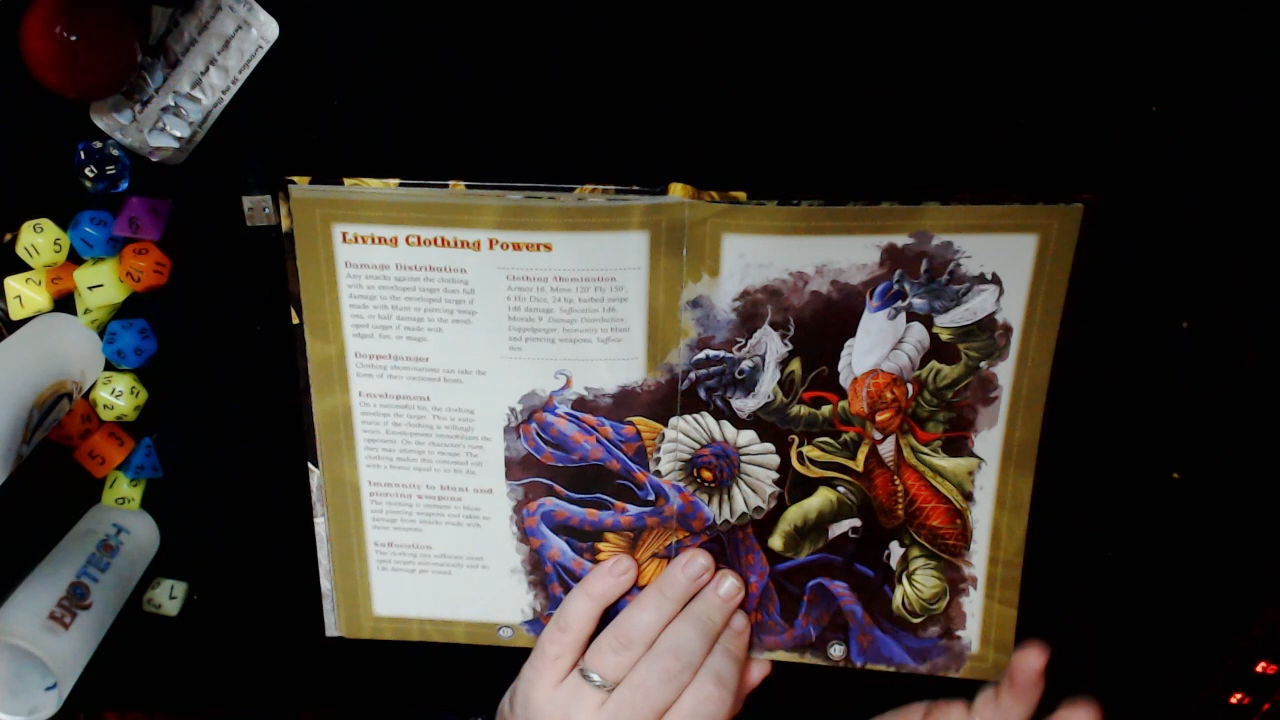 Living Clothing Powers
Damage Distribution
Any attacks against the clothing
with an enveloped target does full
damage to the enveloped target if
made with blunt or piercing weap-
ons, or half damage to the envel-
oped target if made with
edged, fire, or magic.
Doppelganger
Clothing abominations can take the
form of their cocooned hosts.
Envelopment
On a successful hit, the clothing
envelops the target. This is auto-
matic if the clothing is willingly
worn. Envelopment immobilizes the
opponent. On the character's turn,
they may attempt to escape. The
clothing makes this contested roll
with a bonus equal to its hit die.
Immunity to blunt and
piercing weapons
The clothing is immune to blunt
and piercing weapons and takes no
damage from attacks made with
those weapons.
Suffocation
The clothing can suffocate envel-
oped targets automatically and do
1d6 damage per round.
Clothing Abomination
Armor 16, Move 120' Fly 150',
6 Hit Dice, 24 hp, barbed swipe
1d6 damage, Suffocation 1d6,
Morale 9, Damage Distribution,
Doppelganger, Immunity to blunt
and piercing weapons, Suffoca-
tion
EROTECH